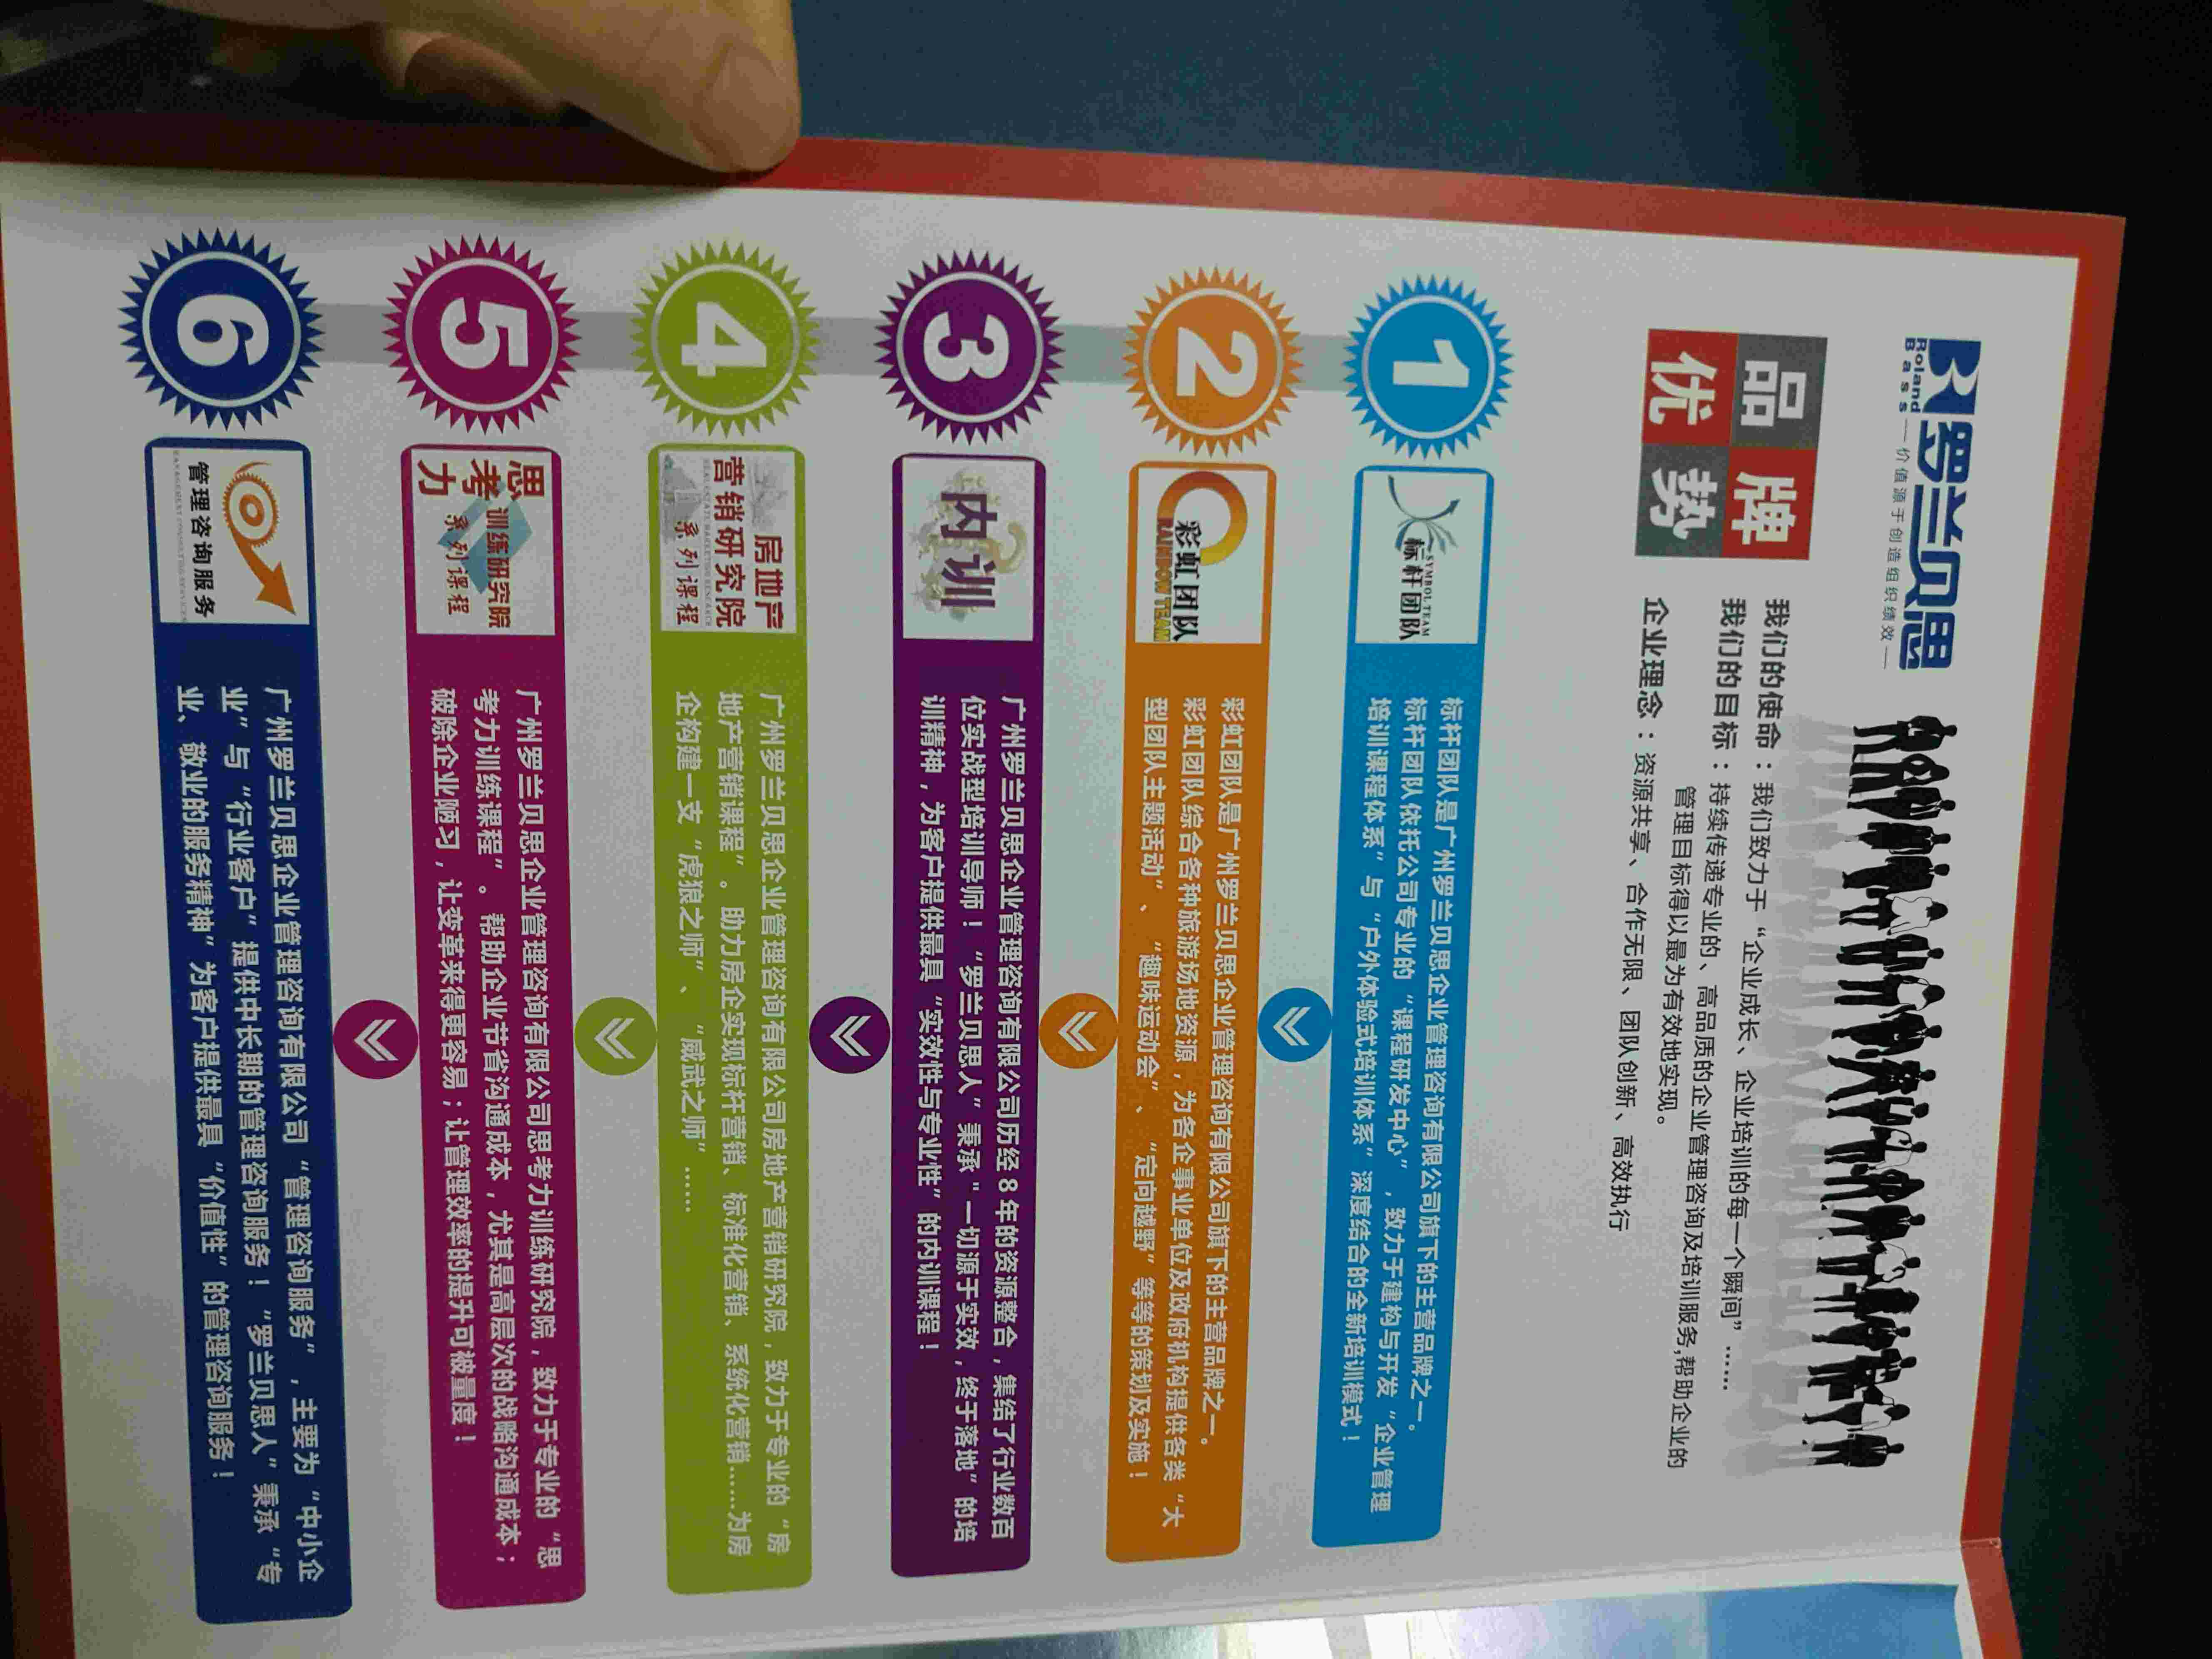 罗兰贝思
Roland
Bass
—价值源于创造组织绩效—
品牌
优势
我们的使命：我们致力于“企业成长、企业培训的每一个瞬间”……
我们的目标：持续传递专业的、高品质的企业管理咨询及培训服务,帮助企业的
管理目标得以最为有效地实现。
企业理念：资源共享、合作无限、团队创新、高效执行
1
SYMBOL TEAM
标杆团队
标杆团队是广州罗兰贝思企业管理咨询有限公司旗下的主营品牌之一。
标杆团队依托公司专业的“课程研发中心”，致力于建构与开发“企业管理
培训课程体系”与“户外体验式培训体系”深度结合的全新培训模式！
2
彩虹团队
RAINBOW TEAM
彩虹团队是广州罗兰贝思企业管理咨询有限公司旗下的主营品牌之一。
彩虹团队综合各种旅游场地资源，为各企事业单位及政府机构提供各类“大
型团队主题活动”、“趣味运动会”、“定向越野”等等的策划及实施！
3
内训
广州罗兰贝思企业管理咨询有限公司历经8年的资源整合，集结了行业数百
位实战型培训导师！“罗兰贝思人”秉承“一切源于实效，终于落地”的培
训精神，为客户提供最具“实效性与专业性”的内训课程！
4
房地产
营销研究院
REAL ESTATE MARKETING RESEARCH
系列课程
广州罗兰贝思企业管理咨询有限公司房地产营销研究院，致力于专业的“房
地产营销课程”。助力房企实现标杆营销、标准化营销、系统化营销……为房
企构建一支“虎狼之师”、“威武之师”……
5
思考力
训练研究院
系列课程
广州罗兰贝思企业管理咨询有限公司思考力训练研究院，致力于专业的“思
考力训练课程”。帮助企业节省沟通成本，尤其是高层次的战略沟通成本；
破除企业陋习，让变革来得更容易；让管理效率的提升可被量度！
6
管理咨询服务
MANAGEMENT CONSULTING SERVICES
广州罗兰贝思企业管理咨询有限公司“管理咨询服务”，主要为“中小企
业”与“行业客户”提供中长期的管理咨询服务！“罗兰贝思人”秉承“专
业、敬业的服务精神”为客户提供最具“价值性”的管理咨询服务！